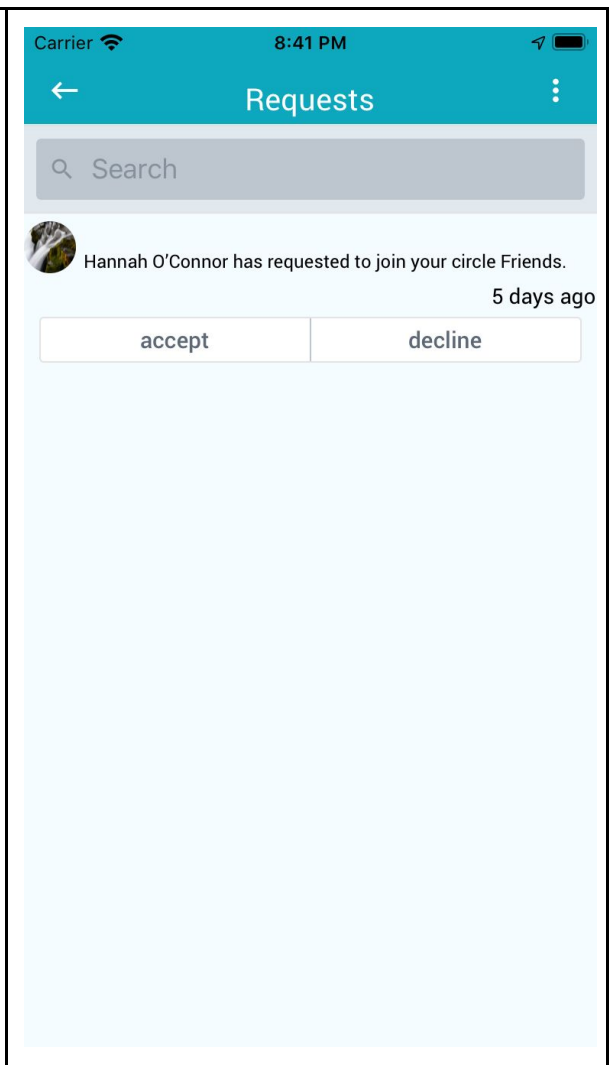 Carrier 8:41 PM
Requests
Search
Hannah O’Connor has requested to join your circle Friends.
5 days ago
accept decline